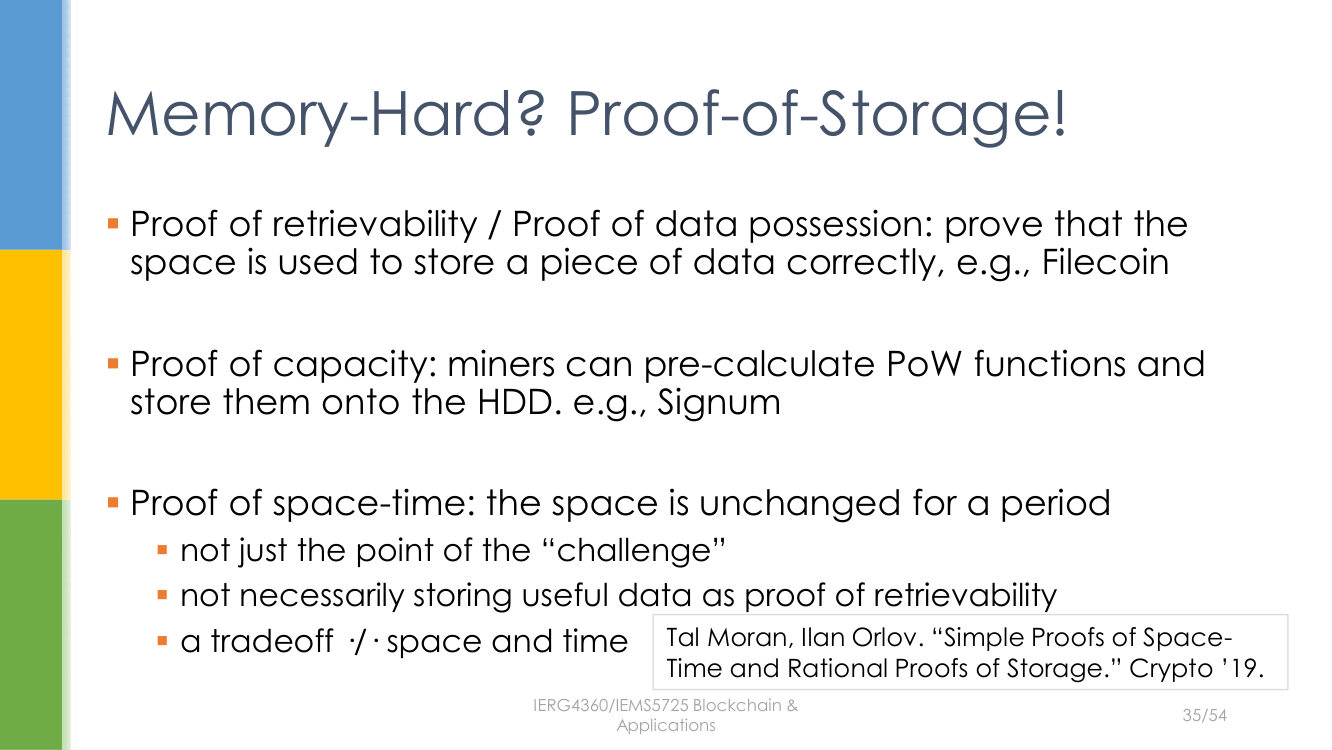 Memory-Hard? Proof-of-Storage!
▪ Proof of retrievability / Proof of data possession: prove that the
space is used to store a piece of data correctly, e.g., Filecoin
▪ Proof of capacity: miners can pre-calculate PoW functions and
store them onto the HDD. e.g., Signum
▪ Proof of space-time: the space is unchanged for a period
▪ not just the point of the “challenge”
▪ not necessarily storing useful data as proof of retrievability
▪ a tradeoff ·/· space and time
Tal Moran, Ilan Orlov. “Simple Proofs of Space-
Time and Rational Proofs of Storage.” Crypto ’19.
IERG4360/IEMS5725 Blockchain &
Applications
35/54